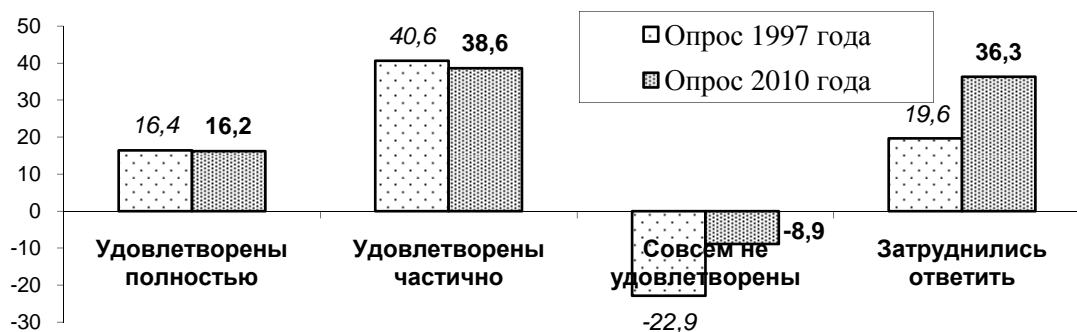 50
40
30
20
10
0
-10
-20
-30
16,4
16,2
40,6
38,6
-22,9
-8,9
19,6
36,3
Опрос 1997 года
Опрос 2010 года
Удовлетворены
полностью
Удовлетворены
частично
Совсем не
удовлетворены
Затруднились
ответить